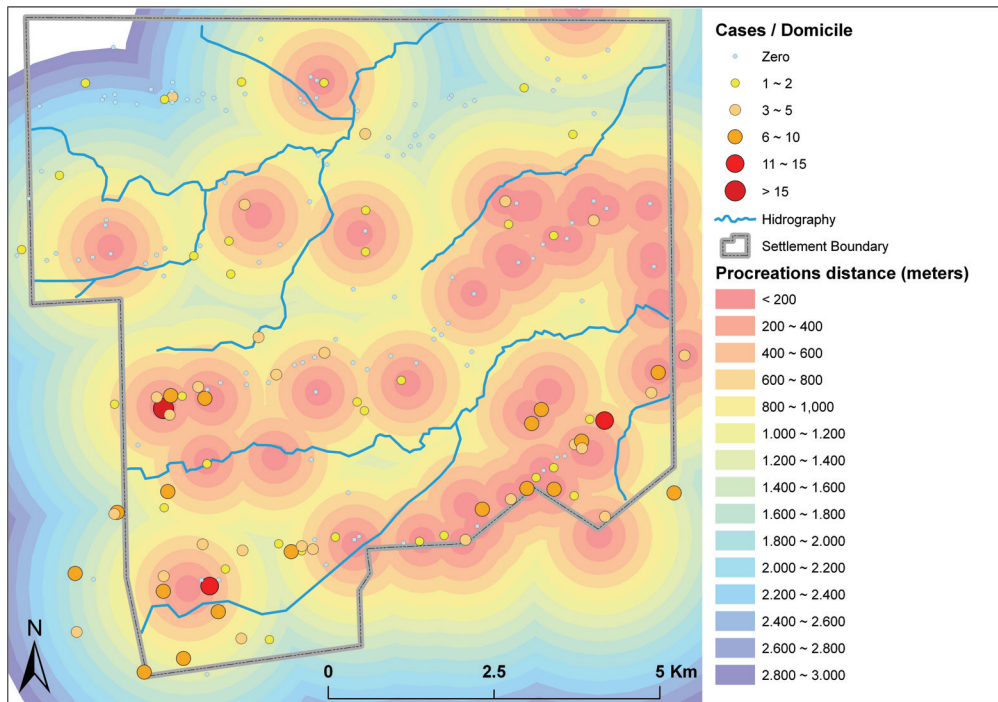 Cases / Domicile
Zero
1 ~ 2
3 ~ 5
6 ~ 10
11 ~ 15
> 15
Hidrography
Settlement Boundary
Procreations distance (meters)
< 200
200 ~ 400
400 ~ 600
600 ~ 800
800 ~ 1,000
1.000 ~ 1.200
1.200 ~ 1.400
1.400 ~ 1.600
1.600 ~ 1.800
1.800 ~ 2.000
2.000 ~ 2.200
2,200 ~ 2.400
2.400 ~ 2.600
2.600 ~ 2.800
2.800 ~ 3.000
N
0 2.5 5 Km